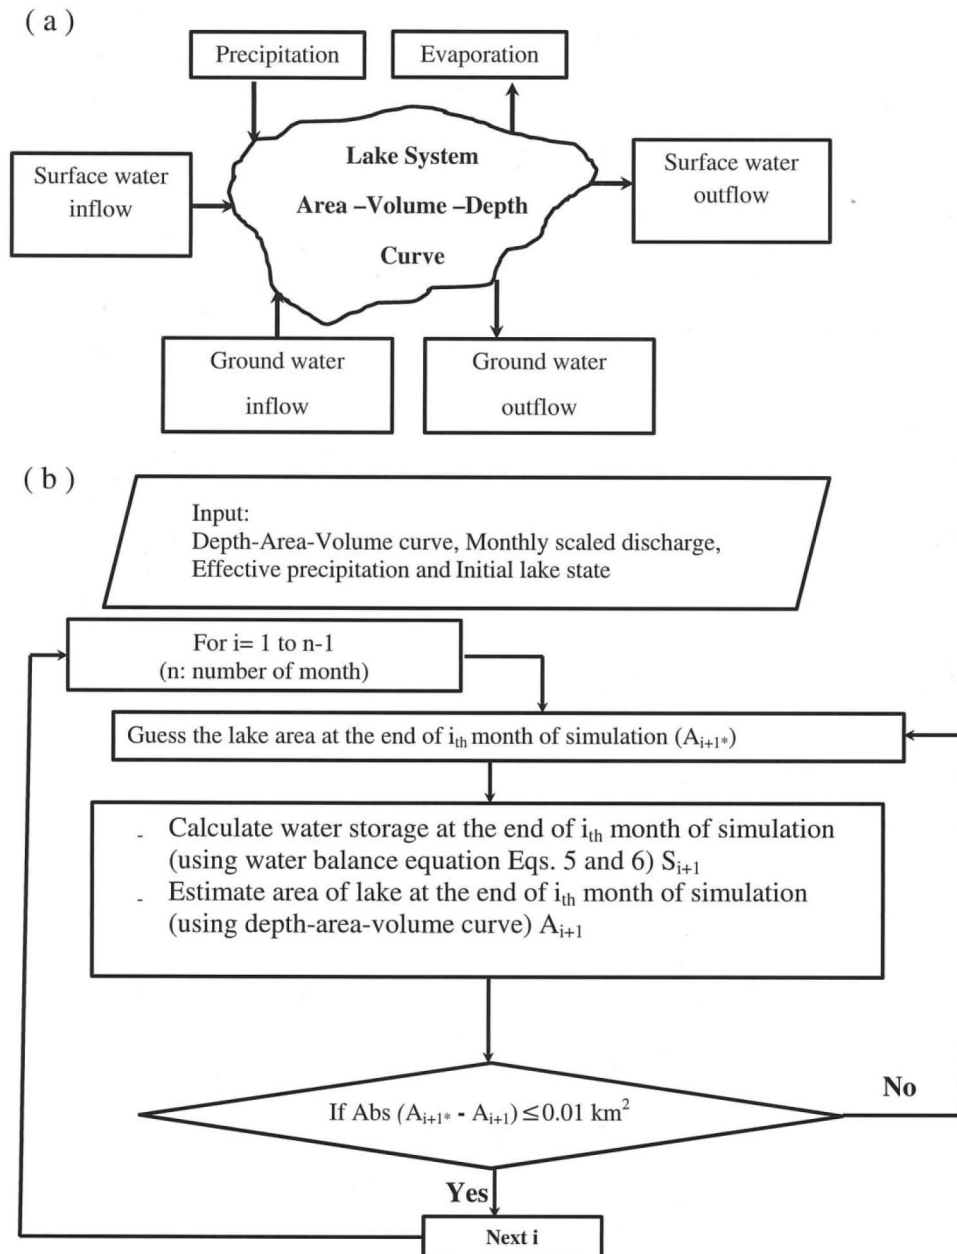 ( a )
Precipitation
Evaporation
Lake System
Area –Volume –Depth
Curve
Surface water
inflow
Surface water
outflow
Ground water
inflow
Ground water
outflow
( b )
Input:
Depth-Area-Volume curve, Monthly scaled discharge,
Effective precipitation and Initial lake state
For i= 1 to n-1
(n: number of month)
Guess the lake area at the end of ith month of simulation (Ai+1*)
- Calculate water storage at the end of ith month of simulation
(using water balance equation Eqs. 5 and 6) Si+1
- Estimate area of lake at the end of ith month of simulation
(using depth-area-volume curve) Ai+1
If Abs (Ai+1* - Ai+1) ≤ 0.01 km²
No
Yes
Next i